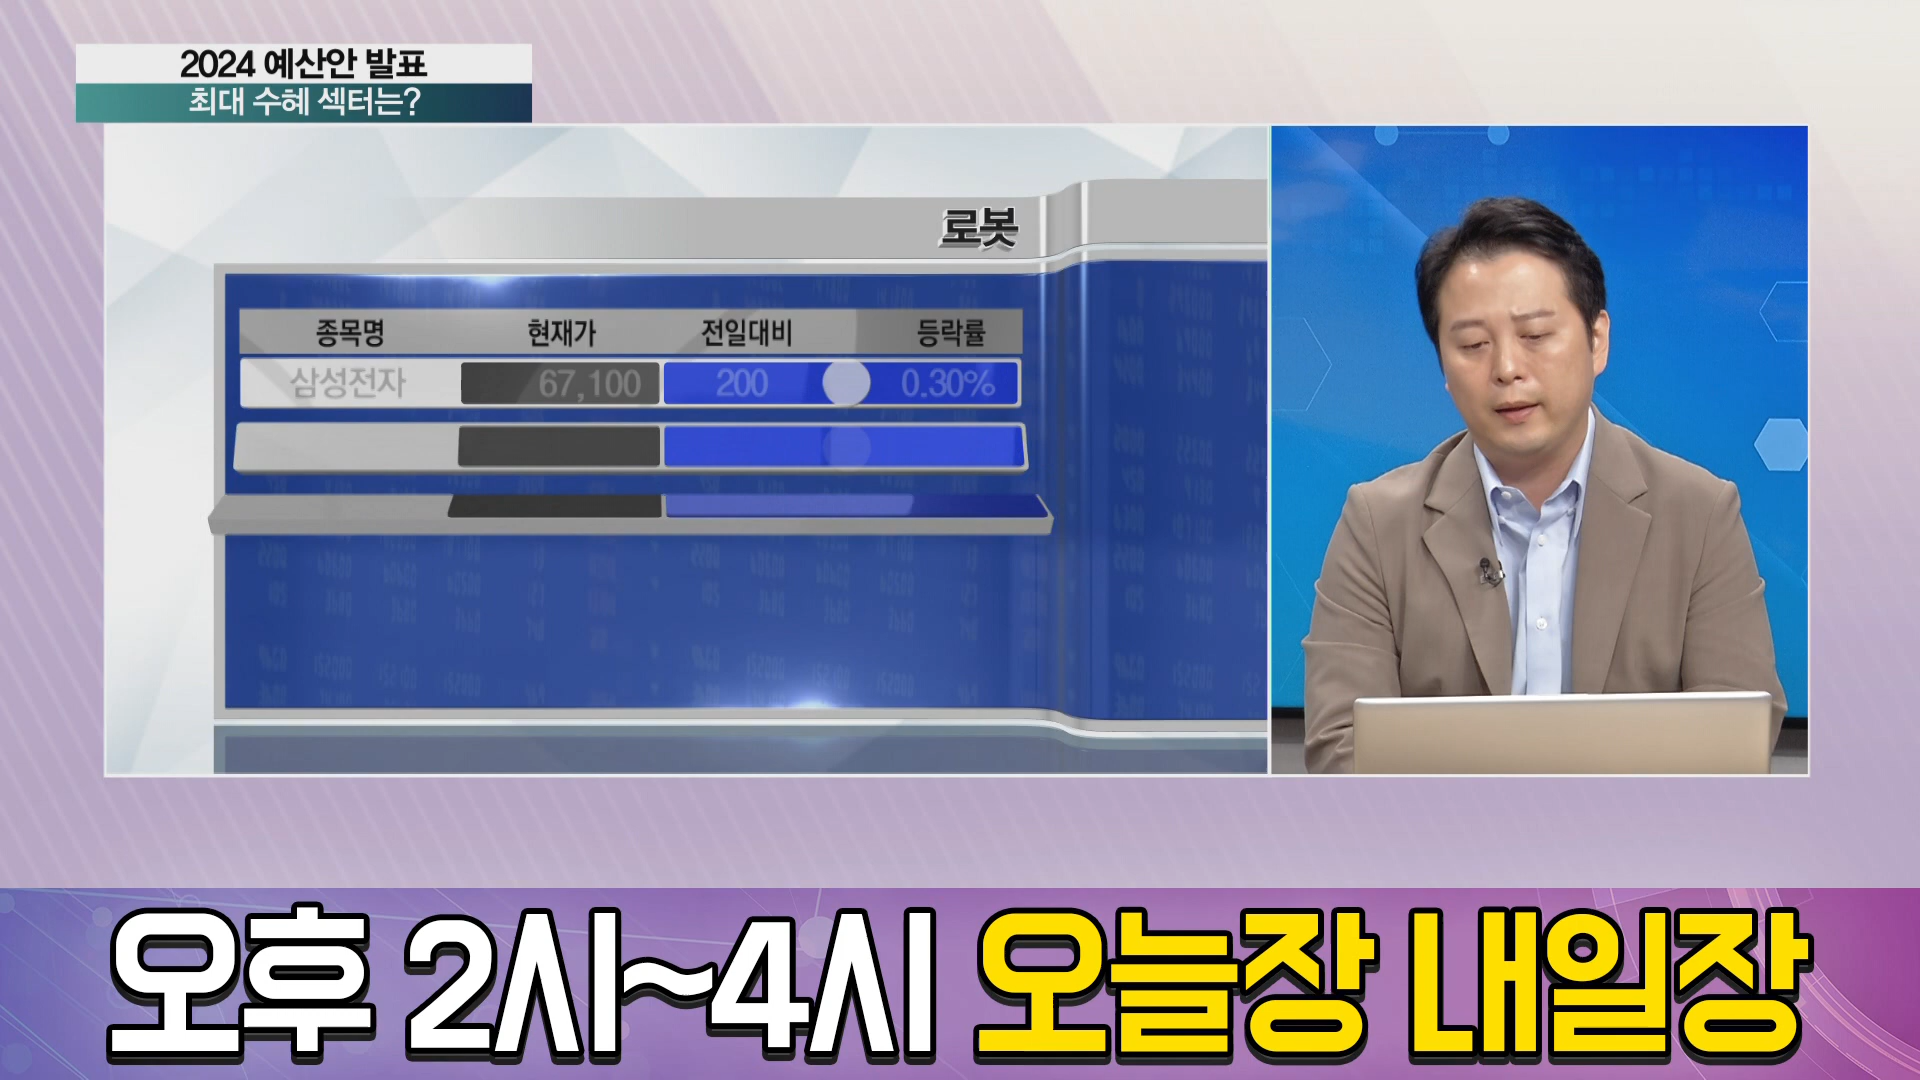 2024 예산안 발표
최대 수혜 섹터는?
로봇
종목명 현재가 전일대비 등락률
삼성전자 67,100 200 0.30%
오후 2시~4시 오늘장 내일장